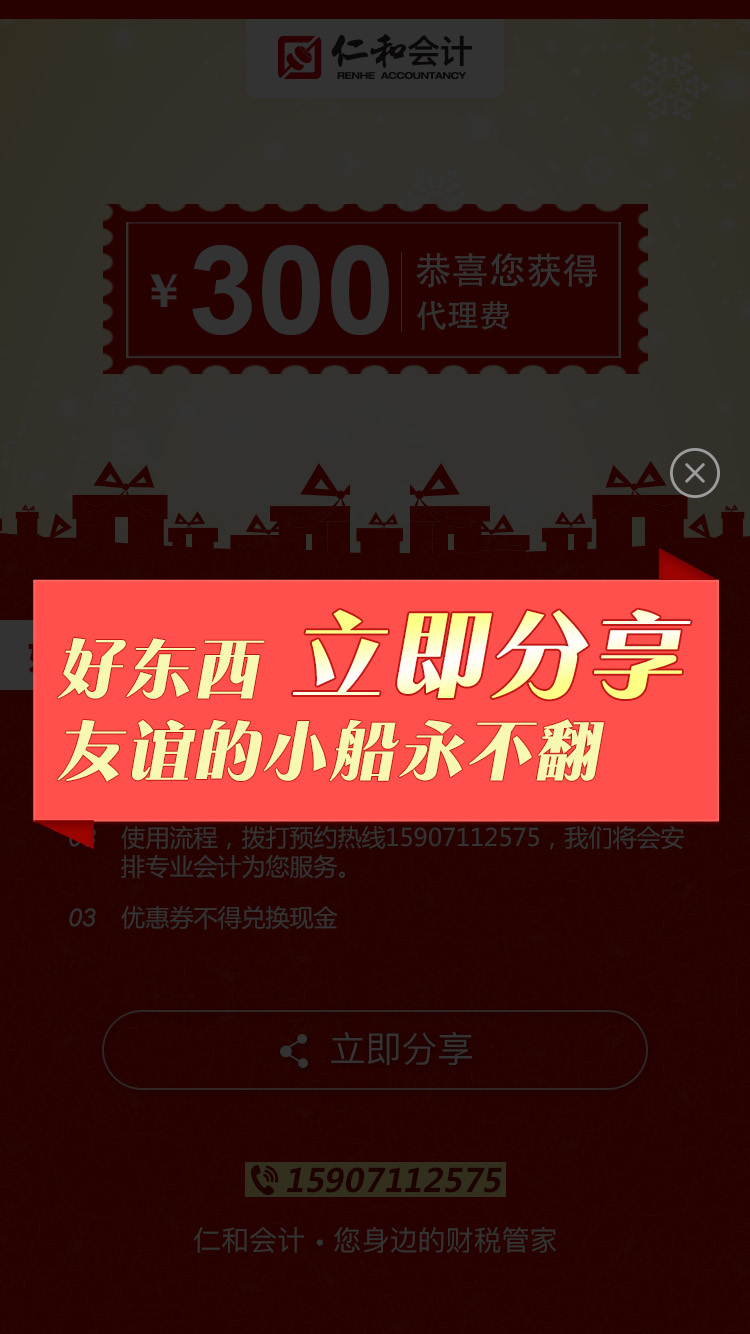 仁和会计
RENHE ACCOUNTANCY
¥300
恭喜您获得
代理费
好东西 立即分享
友谊的小船永不翻
使用流程，拨打预约热线15907112575，我们将会安
排专业会计为您服务。
03 优惠券不得兑换现金
立即分享
15907112575
仁和会计·您身边的财税管家